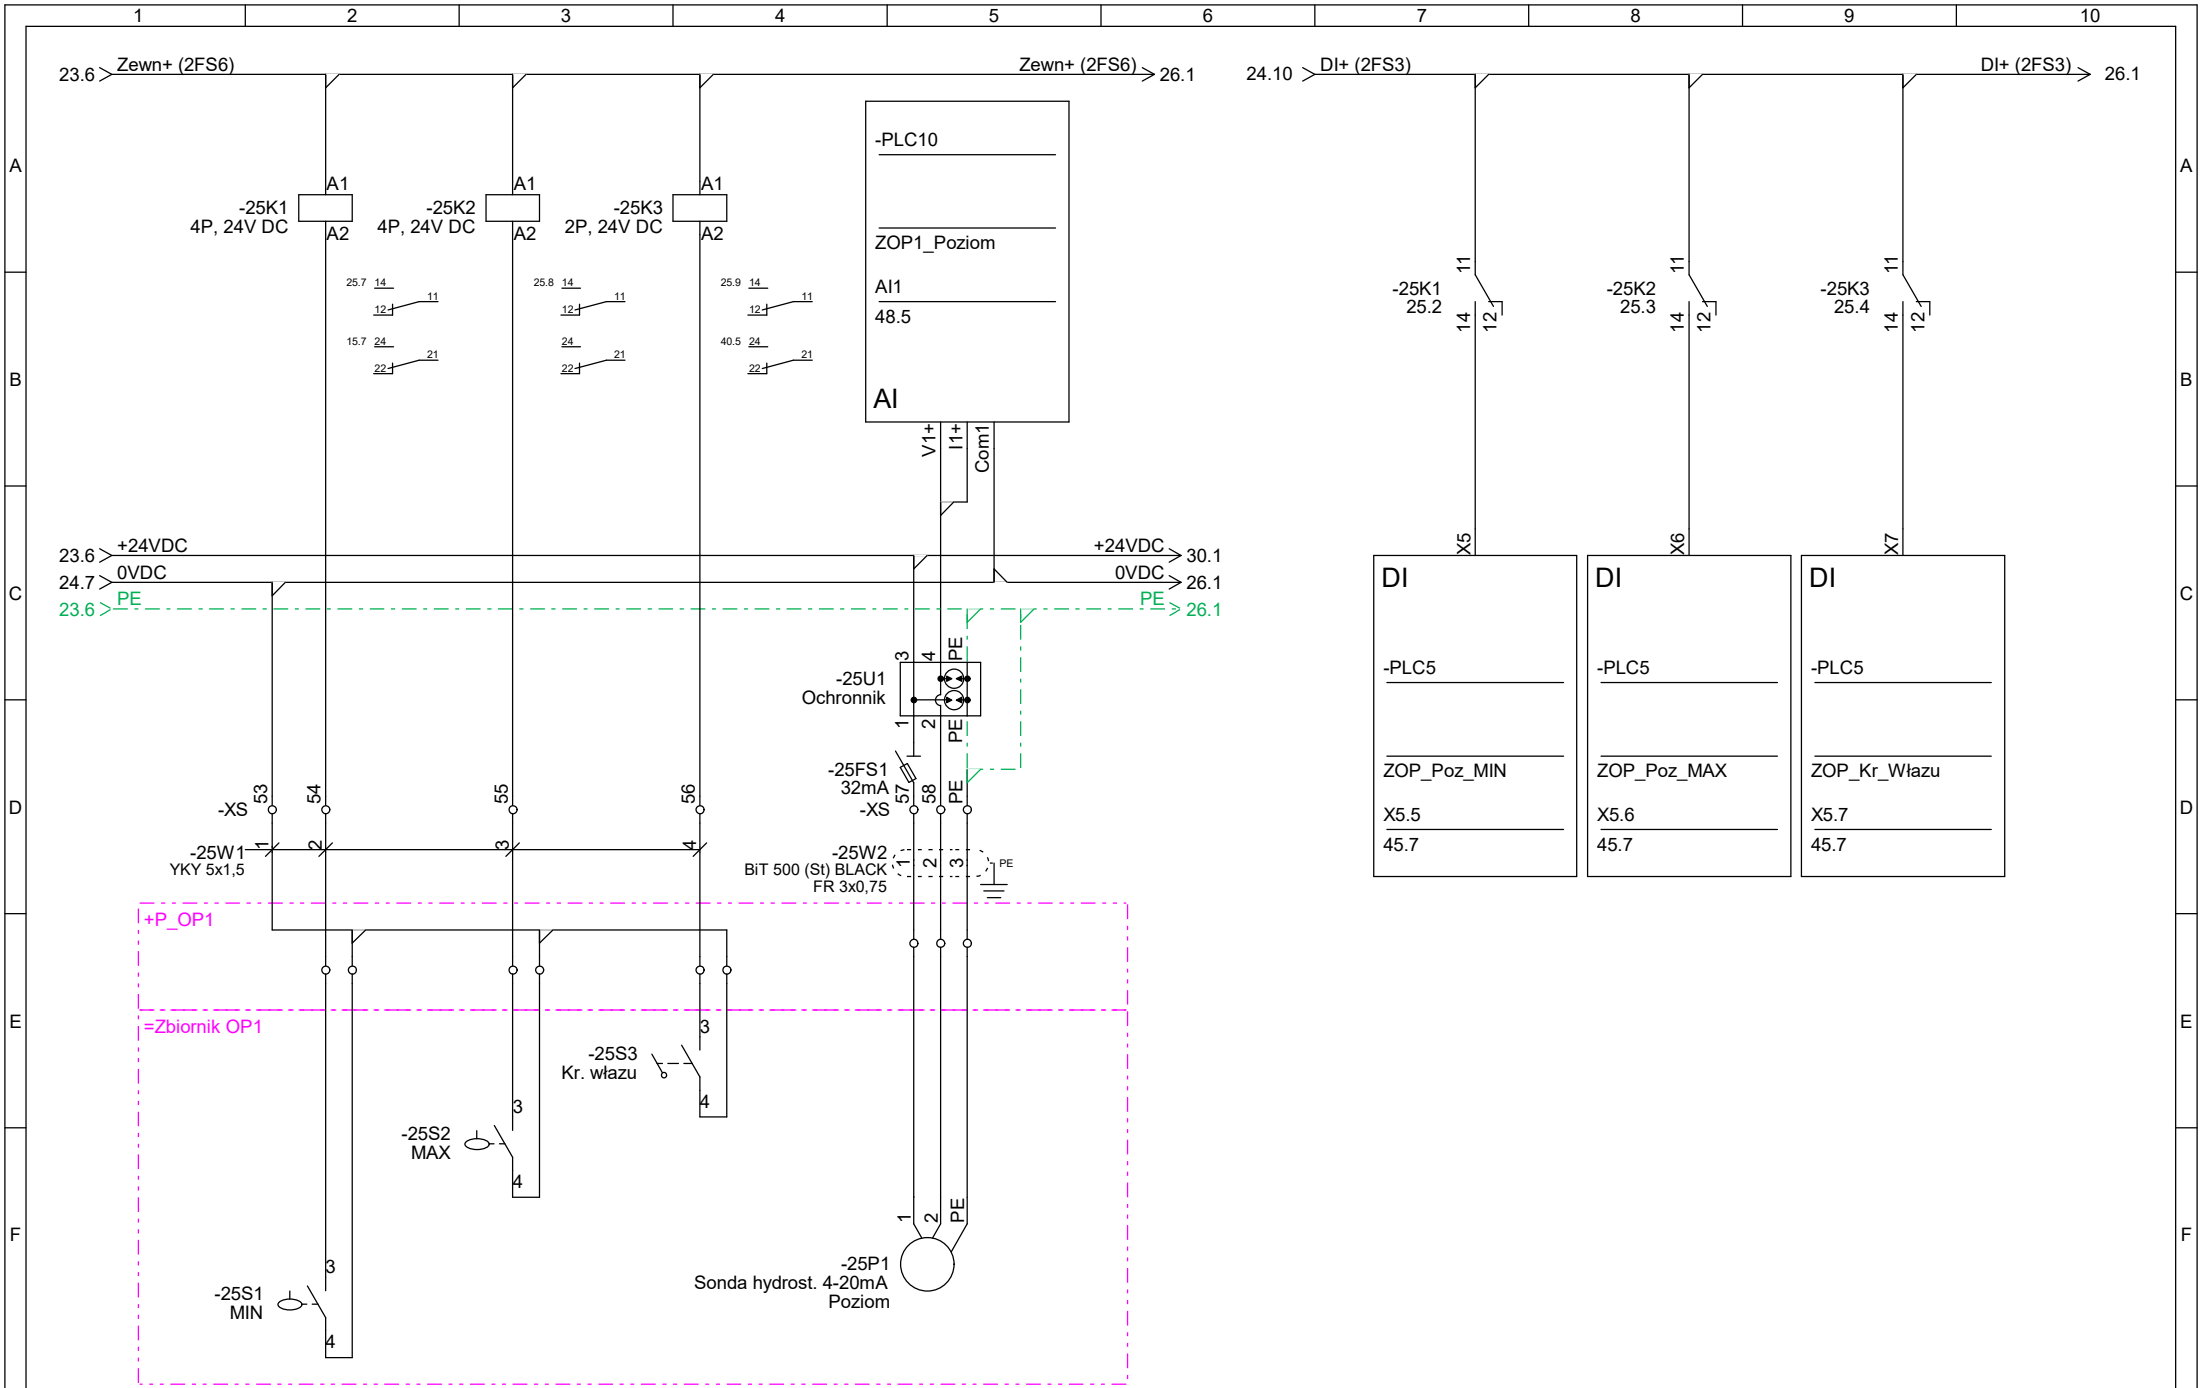 1 2 3 4 5 6 7 8 9 10
23.6 Zewn+ (2FS6) Zewn+ (2FS6) 26.1 24.10 DI+ (2FS3) DI+ (2FS3) 26.1
A A
-PLC10
ZOP1_Poziom
AI1
48.5
AI
V1+ I1+ Com1
A1 A1 A1
-25K1 -25K2 -25K3
4P, 24V DC 4P, 24V DC 2P, 24V DC
A2 A2 A2
25.7 14 25.8 14 25.9 14
11 11 11
12 12 12
15.7 24 24 40.5 24
21 21 21
22 22 22
11 11 11
-25K1 -25K2 -25K3
25.2 25.3 25.4
14 12 14 12 14 12
B B
X5 X6 X7
23.6 +24VDC +24VDC 30.1
24.7 0VDC 0VDC 26.1
23.6 PE PE 26.1
C C
DI DI DI
-PLC5 -PLC5 -PLC5
ZOP_Poz_MIN ZOP_Poz_MAX ZOP_Kr_Włazu
X5.5 X5.6 X5.7
45.7 45.7 45.7
3 4 PE
-25U1
Ochronnik
1 2 PE
-25FS1
32mA
D D
-XS 53 54 55 56 -XS 57 58 PE
-25W1 1 2 3 4
YKY 5x1,5
-25W2 1 2 3 PE
BiT 500 (St) BLACK
FR 3x0,75
+P_OP1
E E
=Zbiornik OP1
3
-25S3
Kr. włazu
4
3
-25S2
MAX
4
F F
1 2 PE
-25P1
Sonda hydrost. 4-20mA
Poziom
3
-25S1
MIN
4